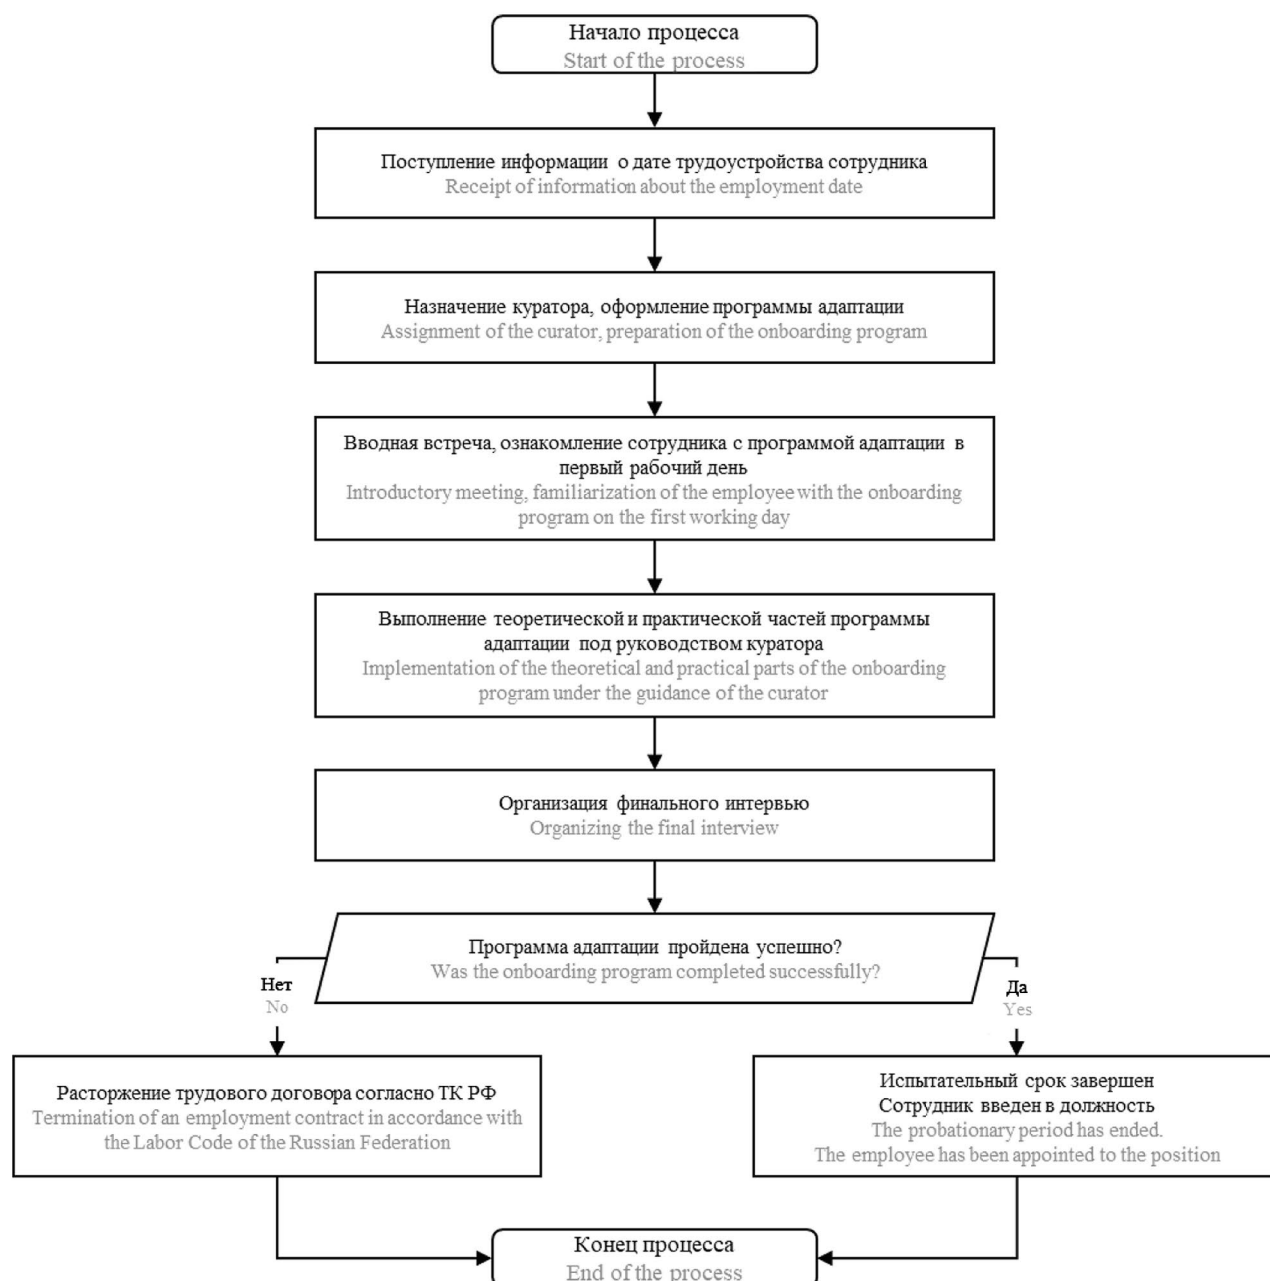 Начало процесса
Start of the process
Поступление информации о дате трудоустройства сотрудника
Receipt of information about the employment date
Назначение куратора, оформление программы адаптации
Assignment of the curator, preparation of the onboarding program
Вводная встреча, ознакомление сотрудника с программой адаптации в
первый рабочий день
Introductory meeting, familiarization of the employee with the onboarding
program on the first working day
Выполнение теоретической и практической частей программы
адаптации под руководством куратора
Implementation of the theoretical and practical parts of the onboarding
program under the guidance of the curator
Организация финального интервью
Organizing the final interview
Программа адаптации пройдена успешно?
Was the onboarding program completed successfully?
Нет
No
Да
Yes
Расторжение трудового договора согласно ТК РФ
Termination of an employment contract in accordance with
the Labor Code of the Russian Federation
Испытательный срок завершен
Сотрудник введен в должность
The probationary period has ended.
The employee has been appointed to the position
Конец процесса
End of the process